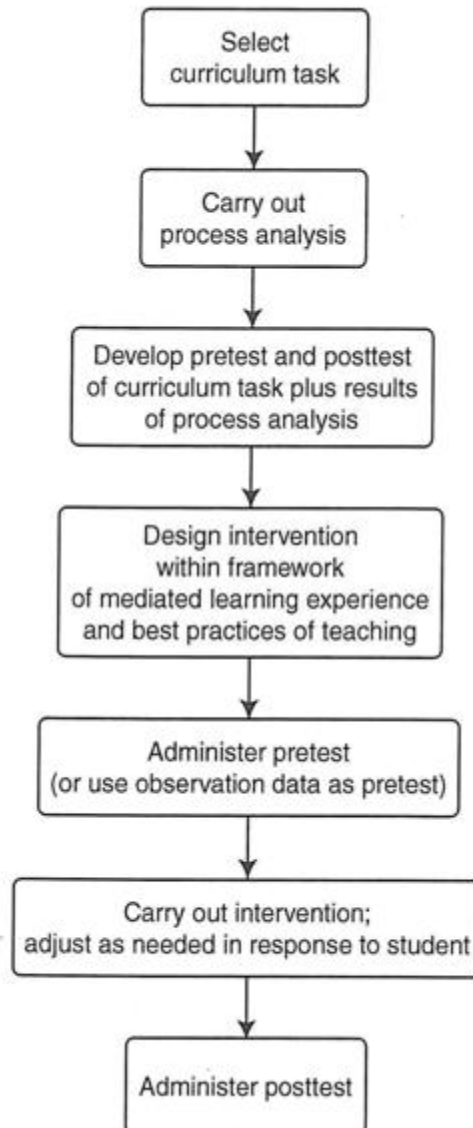 Select
curriculum task
Carry out
process analysis
Develop pretest and posttest
of curriculum task plus results
of process analysis
Design intervention
within framework
of mediated learning experience
and best practices of teaching
Administer pretest
(or use observation data as pretest)
Carry out intervention;
adjust as needed in response to student
Administer posttest